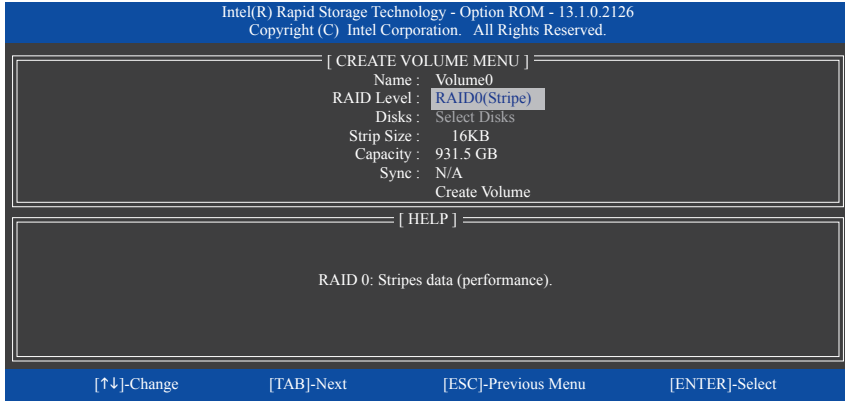 Intel(R) Rapid Storage Technology - Option ROM - 13.1.0.2126
Copyright (C) Intel Corporation. All Rights Reserved.
[ CREATE VOLUME MENU ]
Name : Volume0
RAID Level : RAID0(Stripe)
Disks : Select Disks
Strip Size : 16KB
Capacity : 931.5 GB
Sync : N/A
Create Volume
[ HELP ]
RAID 0: Stripes data (performance).
[↑↓]-Change [TAB]-Next [ESC]-Previous Menu [ENTER]-Select